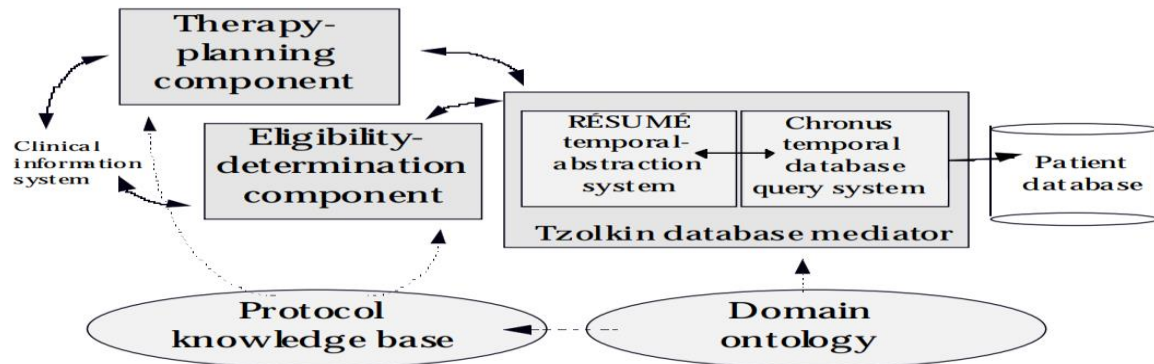 Therapy-
planning
component
Clinical
information
system
Eligibility-
determination
component
RÉSUMÉ
temporal-
abstraction
system
Chronus
temporal
database
query system
Tzolkin database mediator
Patient
database
Protocol
knowledge base
Domain
ontology